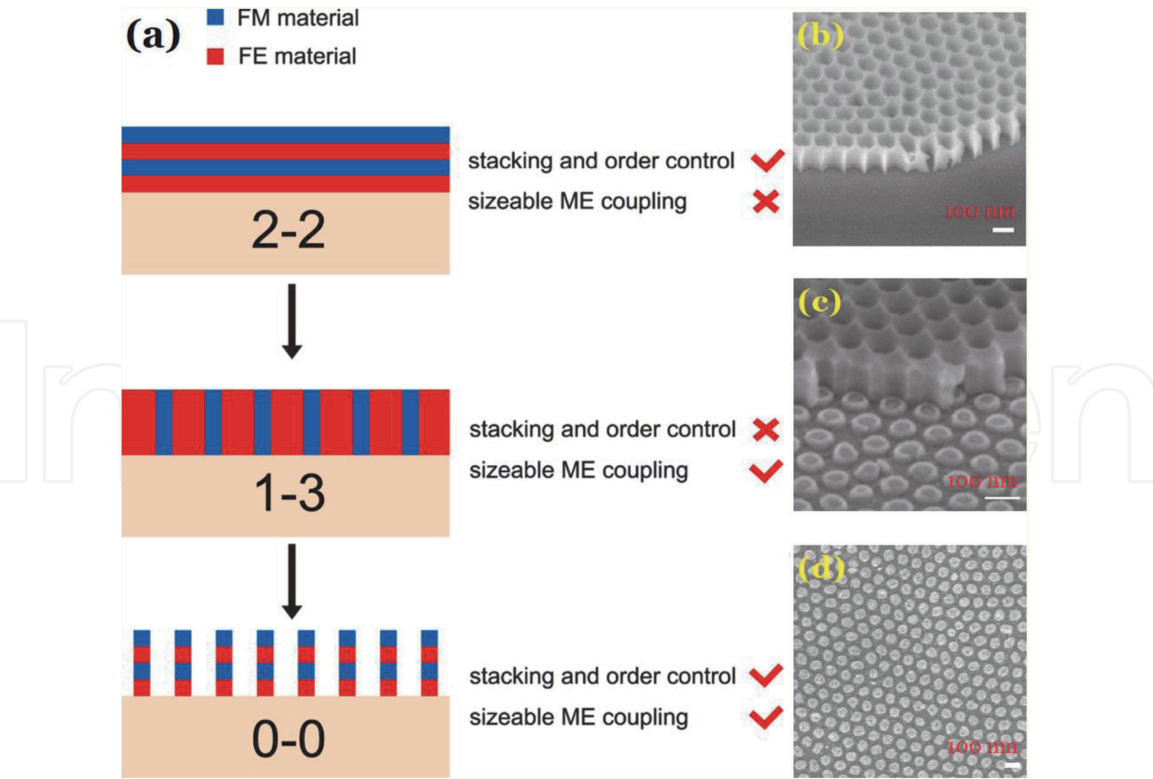 (a)
FM material
FE material
stacking and order control
sizeable ME coupling
2-2
stacking and order control
sizeable ME coupling
1-3
stacking and order control
sizeable ME coupling
0-0
(b)
100 nm
(c)
100 nm
(d)
100 nm